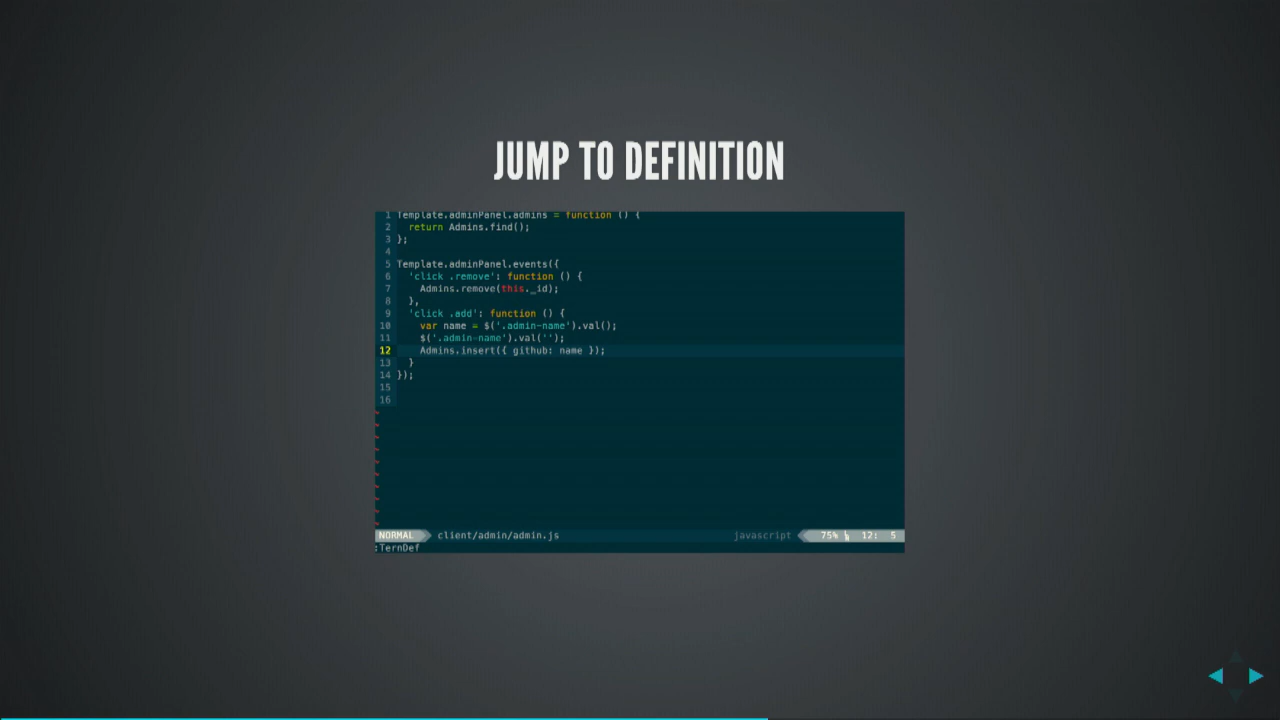 JUMP TO DEFINITION
1 Template.adminPanel.admins = function () {
2 return Admins.find();
3 };
4
5 Template.adminPanel.events({
6 'click .remove': function () {
7 Admins.remove(this._id);
8 },
9 'click .add': function () {
10 var name = $('.admin-name').val();
11 $('.admin-name').val('');
12 Admins.insert({ github: name });
13 }
14 });
15
16
~
~
~
~
~
~
~
~
~
~
NORMAL client/admin/admin.js javascript 75% 12: 5
:TernDef